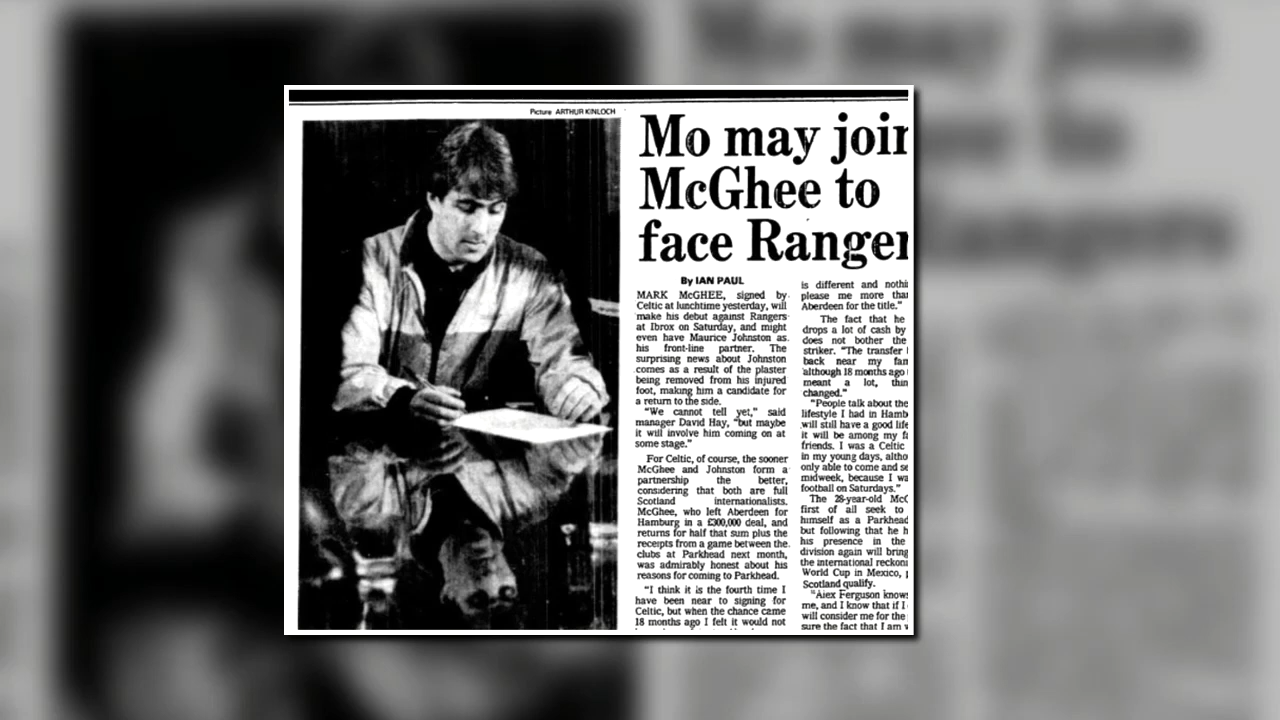 Picture ARTHUR KINLOCH
Mo may join
McGhee to
face Ranger
By IAN PAUL
MARK McGHEE, signed by
Celtic at lunchtime yesterday, will
make his debut against Rangers
at Ibrox on Saturday, and might
even have Maurice Johnston as
his front-line partner. The
surprising news about Johnston
comes as a result of the plaster
being removed from his injured
foot, making him a candidate for
a return to the side.
"We cannot tell yet," said
manager David Hay, "but maybe
it will involve him coming on at
some stage."
For Celtic, of course, the sooner
McGhee and Johnston form a
partnership the better,
considering that both are full
Scotland internationalists.
McGhee, who left Aberdeen for
Hamburg in a £300,000 deal, and
returns for half that sum plus the
receipts from a game between the
clubs at Parkhead next month,
was admirably honest about his
reasons for coming to Parkhead.
"I think it is the fourth time I
have been near to signing for
Celtic, but when the chance came
18 months ago I felt it would not
is different and nothi
please me more than
Aberdeen for the title."
The fact that he
drops a lot of cash by
does not bother the
striker. "The transfer
back near my fam
although 18 months ago
meant a lot, thin
changed."
"People talk about the
lifestyle I had in Hamb
will still have a good life
it will be among my fa
friends. I was a Celtic
in my young days, altho
only able to come and se
midweek, because I wa
football on Saturdays."
The 28-year-old McG
first of all seek to
himself as a Parkhead
but following that he h
his presence in the
division again will bring
the international reckoni
World Cup in Mexico, p
Scotland qualify.
"Alex Ferguson knows
me, and I know that if I
will consider me for the
sure the fact that I am